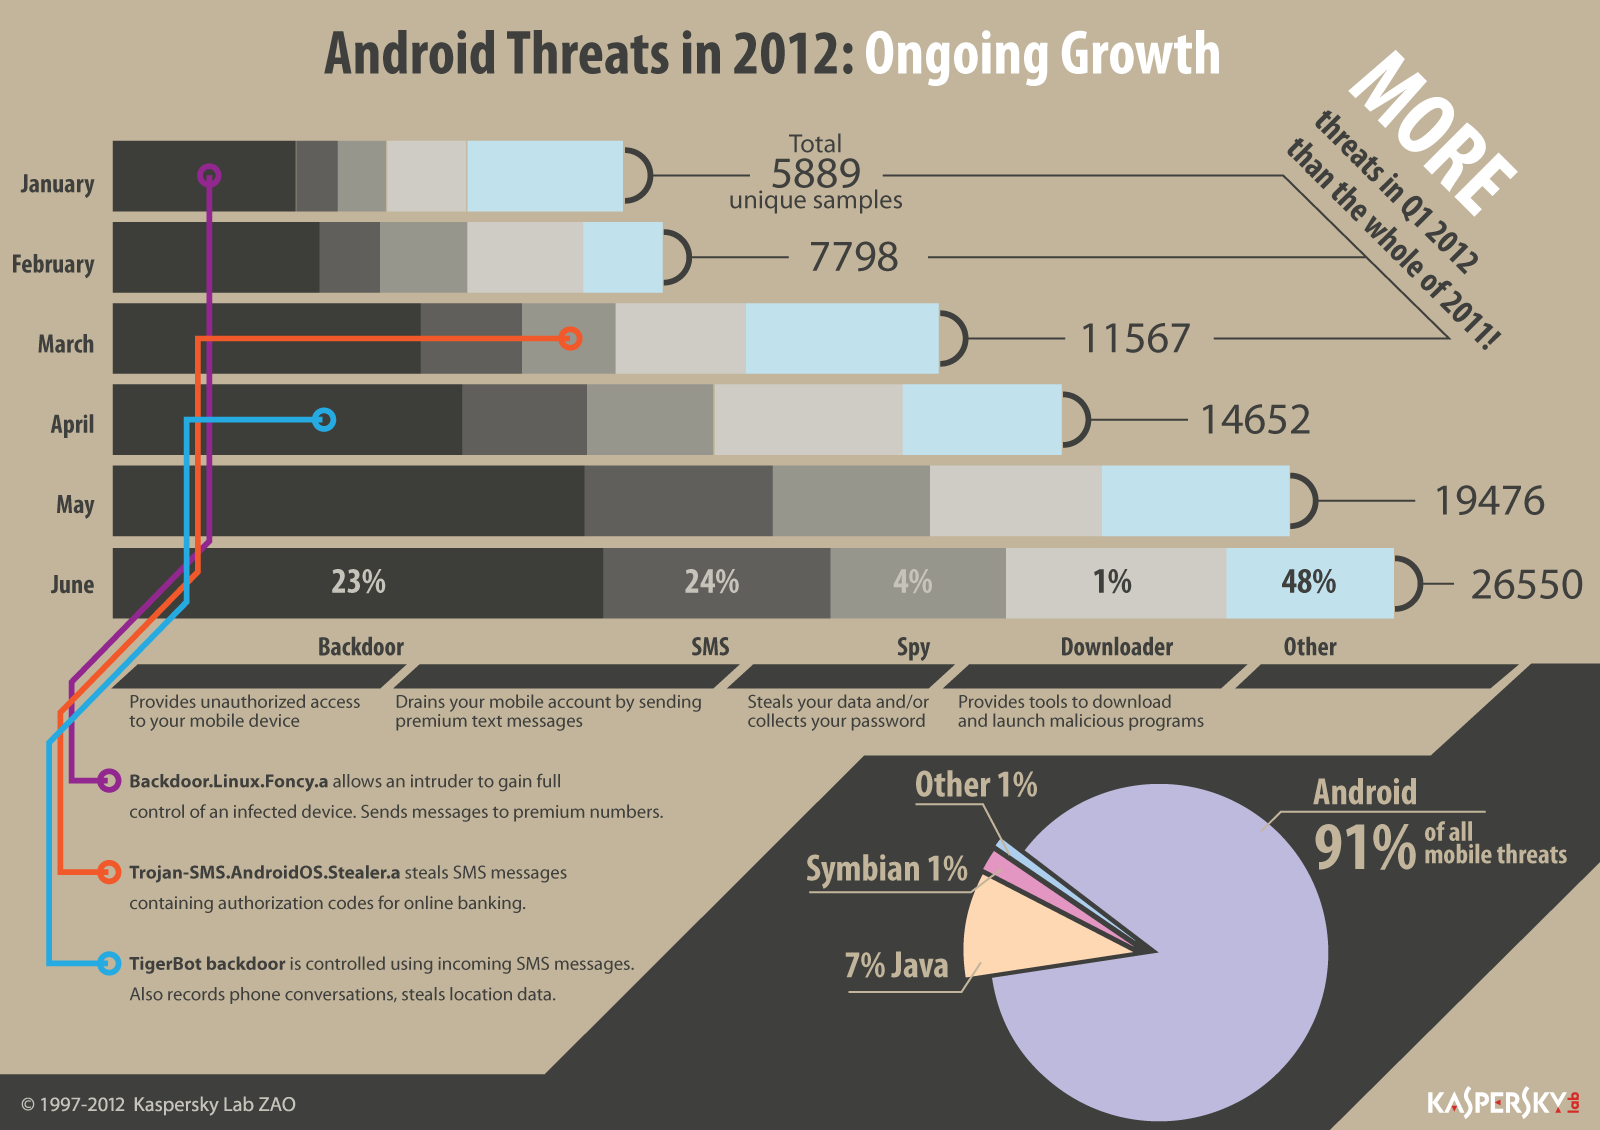 Android Threats in 2012: Ongoing Growth
MORE
threats in Q1 2012
than the whole of 2011!
January
Total
5889
unique samples
February
7798
March
11567
April
14652
May
19476
June
23%
24%
4%
1%
48%
26550
Backdoor
SMS
Spy
Downloader
Other
Provides unauthorized access
to your mobile device
Drains your mobile account by sending
premium text messages
Steals your data and/or
collects your password
Provides tools to download
and launch malicious programs
Backdoor.Linux.Foncy.a allows an intruder to gain full
control of an infected device. Sends messages to premium numbers.
Trojan-SMS.AndroidOS.Stealer.a steals SMS messages
containing authorization codes for online banking.
TigerBot backdoor is controlled using incoming SMS messages.
Also records phone conversations, steals location data.
Other 1%
Symbian 1%
7% Java
Android
91% of all
mobile threats
© 1997-2012 Kaspersky Lab ZAO
KASPERSKY lab